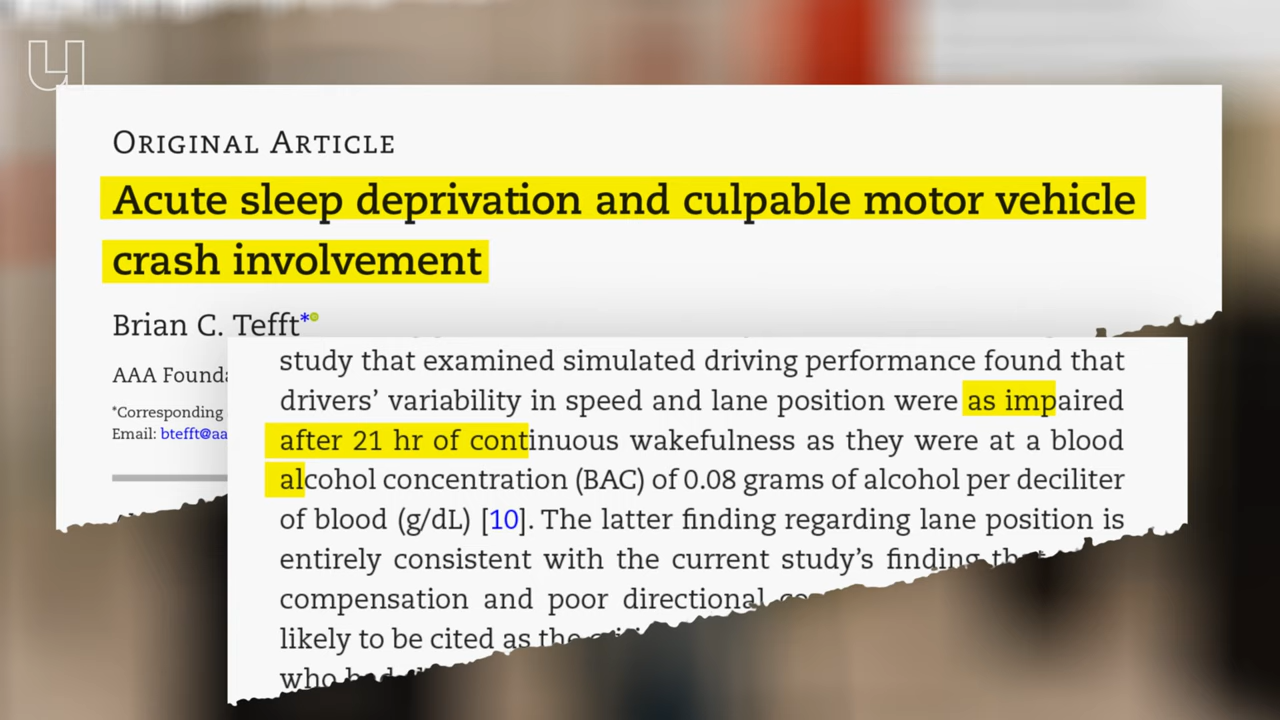 ORIGINAL ARTICLE
Acute sleep deprivation and culpable motor vehicle
crash involvement
Brian C. Tefft*
AAA Founda
*Corresponding
Email: btefft@aa
study that examined simulated driving performance found that
drivers’ variability in speed and lane position were as impaired
after 21 hr of continuous wakefulness as they were at a blood
alcohol concentration (BAC) of 0.08 grams of alcohol per deciliter
of blood (g/dL) [10]. The latter finding regarding lane position is
entirely consistent with the current study’s finding
compensation and poor directional
likely to be cited as the
who